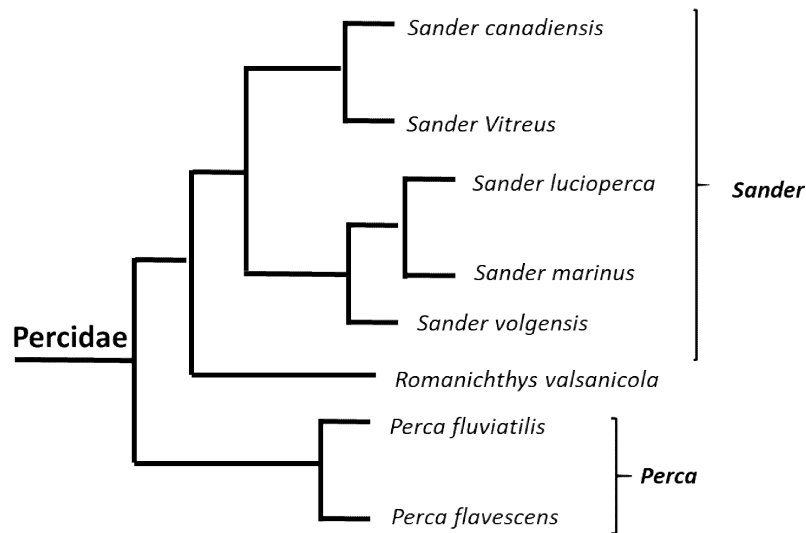 Sander canadiensis
Sander Vitreus
Sander lucioperca
Sander
Sander marinus
Sander volgensis
Percidae
Romanichthys valsanicola
Perca fluviatilis
Perca
Perca flavescens